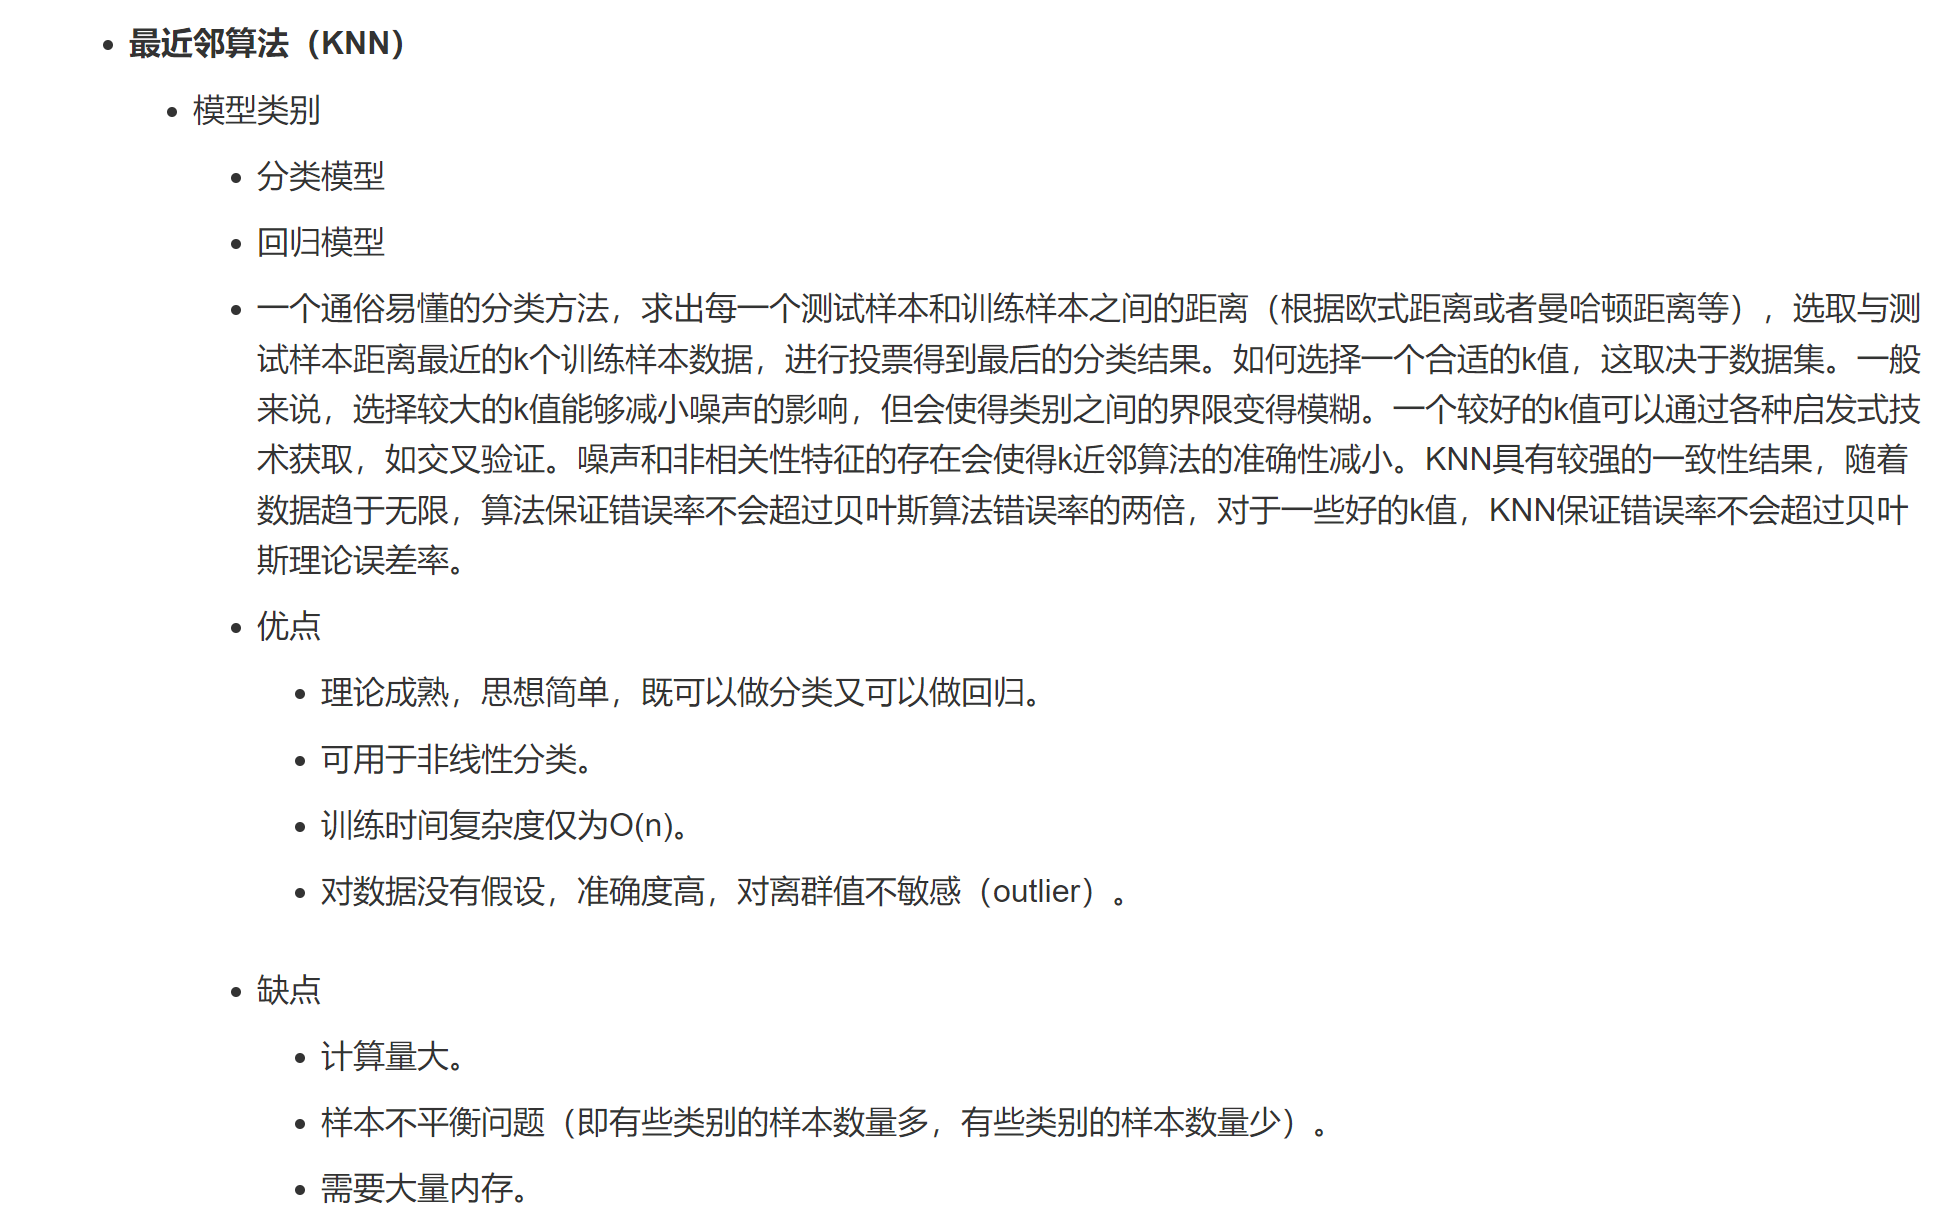 最近邻算法（KNN）
模型类别
分类模型
回归模型
一个通俗易懂的分类方法，求出每一个测试样本和训练样本之间的距离（根据欧式距离或者曼哈顿距离等），选取与测
试样本距离最近的k个训练样本数据，进行投票得到最后的分类结果。如何选择一个合适的k值，这取决于数据集。一般
来说，选择较大的k值能够减小噪声的影响，但会使得类别之间的界限变得模糊。一个较好的k值可以通过各种启发式技
术获取，如交叉验证。噪声和非相关性特征的存在会使得k近邻算法的准确性减小。KNN具有较强的一致性结果，随着
数据趋于无限，算法保证错误率不会超过贝叶斯算法错误率的两倍，对于一些好的k值，KNN保证错误率不会超过贝叶
斯理论误差率。
优点
理论成熟，思想简单，既可以做分类又可以做回归。
可用于非线性分类。
训练时间复杂度仅为O(n)。
对数据没有假设，准确度高，对离群值不敏感（outlier）。
缺点
计算量大。
样本不平衡问题（即有些类别的样本数量多，有些类别的样本数量少）。
需要大量内存。